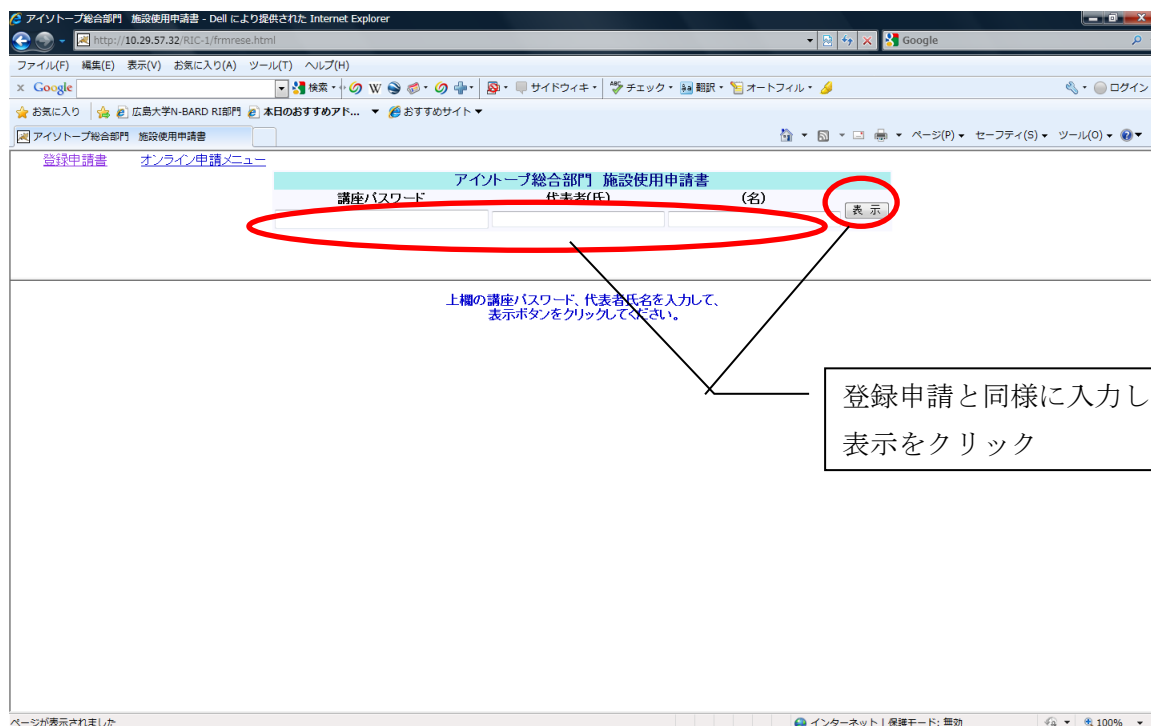 アイソトープ総合部門　施設使用申請書 - Dell により提供された Internet Explorer
http://10.29.57.32/RIC-1/frmrese.html
Google
ファイル(F) 編集(E) 表示(V) お気に入り(A) ツール(T) ヘルプ(H)
x Google 検索 サイドウィキ チェック 翻訳 オートフィル ログイン
お気に入り 広島大学N-BARD RI部門 本日のおすすめアド... おすすめサイト
アイソトープ総合部門　施設使用申請書 ページ(P) セーフティ(S) ツール(O)
登録申請書 オンライン申請メニュー
アイソトープ総合部門　施設使用申請書
講座パスワード 代表者(氏) (名)
表 示
上欄の講座パスワード、代表者氏名を入力して、
表示ボタンをクリックしてください。
登録申請と同様に入力し
表示をクリック
ページが表示されました インターネット | 保護モード: 無効 100%